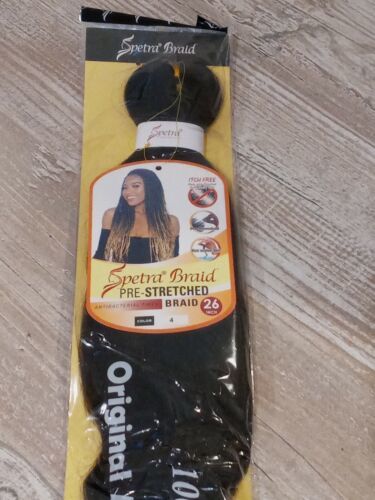 Spetra® Braid
Spetra®
ITCH FREE
Spetra® Braid
PRE-STRETCHED
ANTIBACTERIAL FIBER BRAID 26
INCH
COLOR 4
Original
10